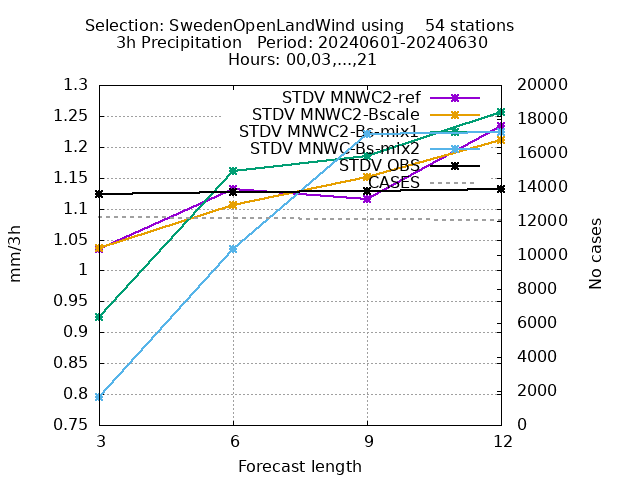 Selection: SwedenOpenLandWind using    54 stations
3h Precipitation   Period: 20240601-20240630
Hours: 00,03,...,21
1.3
1.25
1.2
1.15
1.1
1.05
1
0.95
0.9
0.85
0.8
0.75
20000
18000
16000
14000
12000
10000
8000
6000
4000
2000
0
STDV MNWC2-ref
STDV MNWC2-Bscale
STDV MNWC2-Bs-mix1
STDV MNWC-Bs-mix2
STDV OBS
CASES
mm/3h
No cases
3
6
9
12
Forecast length